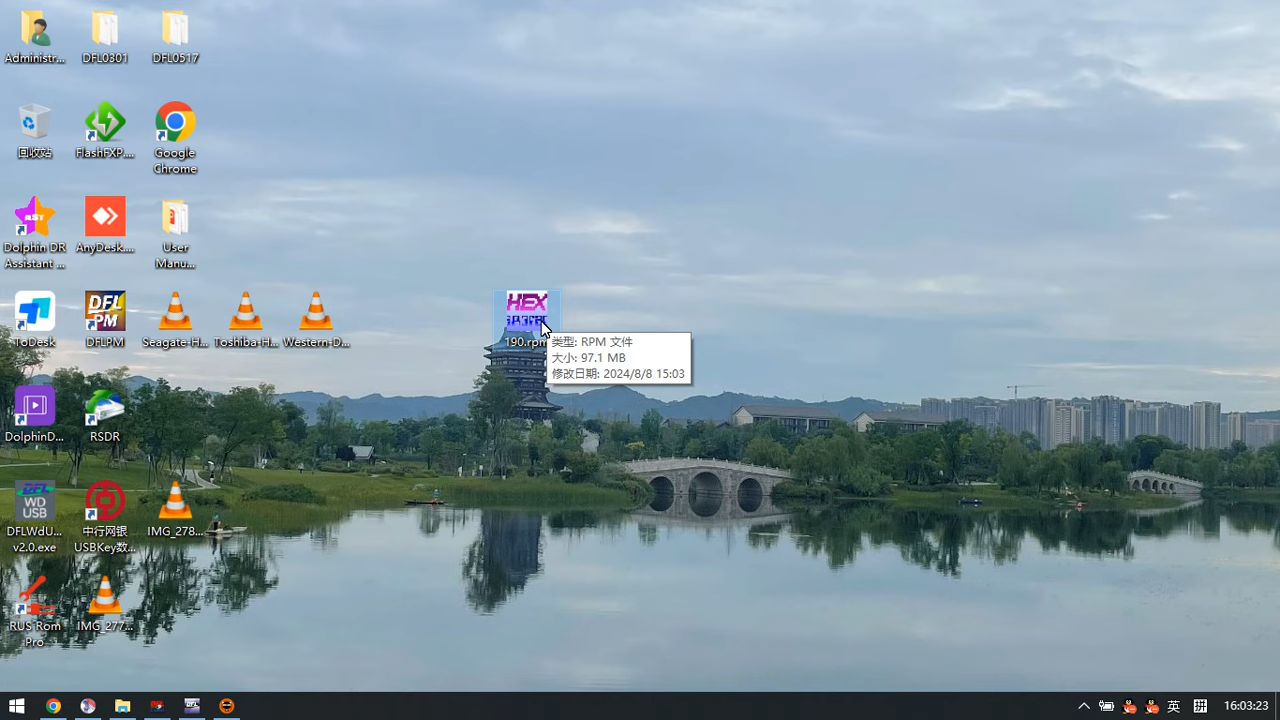 Administr...
DFL0301
DFL0517
回收站
FlashFXP....
Google
Chrome
Dolphin DR
Assistant ...
AnyDesk....
User
Manu...
ToDesk
DFL
PM
DFLPM
Seagate-H...
Toshiba-H...
Western-D...
HEX
190.rpm
类型: RPM 文件
大小: 97.1 MB
修改日期: 2024/8/8 15:03
DolphinD...
RSDR
DFL
WD
USB
DFLWdU...
v2.0.exe
中行网银
USBKey数...
IMG_278...
RUS Rom
Pro
IMG_277...
英
拼
16:03:23